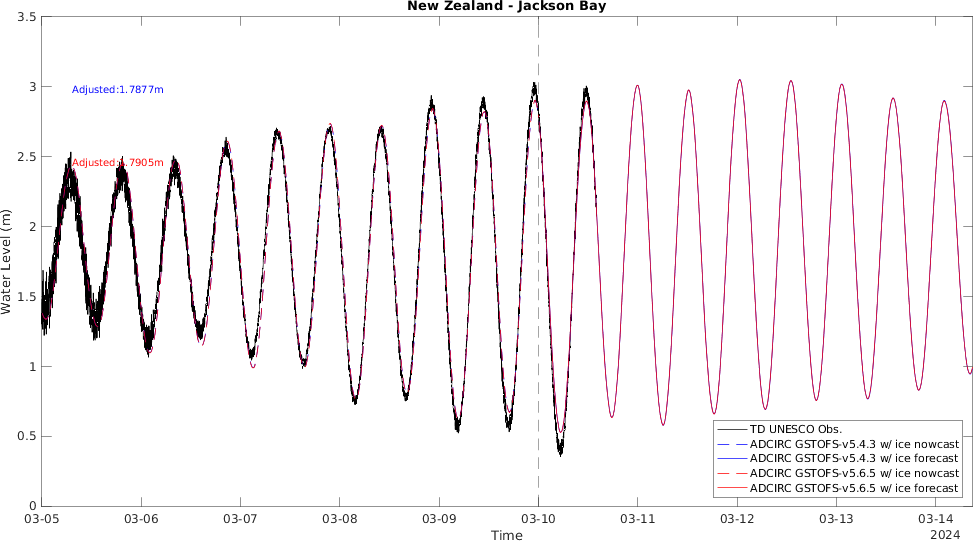 New Zealand - Jackson Bay
3.5
3
2.5
2
1.5
1
0.5
0
Water Level (m)
Adjusted:1.7877m
Adjusted:1.7905m
TD UNESCO Obs.
ADCIRC GSTOFS-v5.4.3 w/ ice nowcast
ADCIRC GSTOFS-v5.4.3 w/ ice forecast
ADCIRC GSTOFS-v5.6.5 w/ ice nowcast
ADCIRC GSTOFS-v5.6.5 w/ ice forecast
03-05 03-06 03-07 03-08 03-09 03-10 03-11 03-12 03-13 03-14
2024
Time